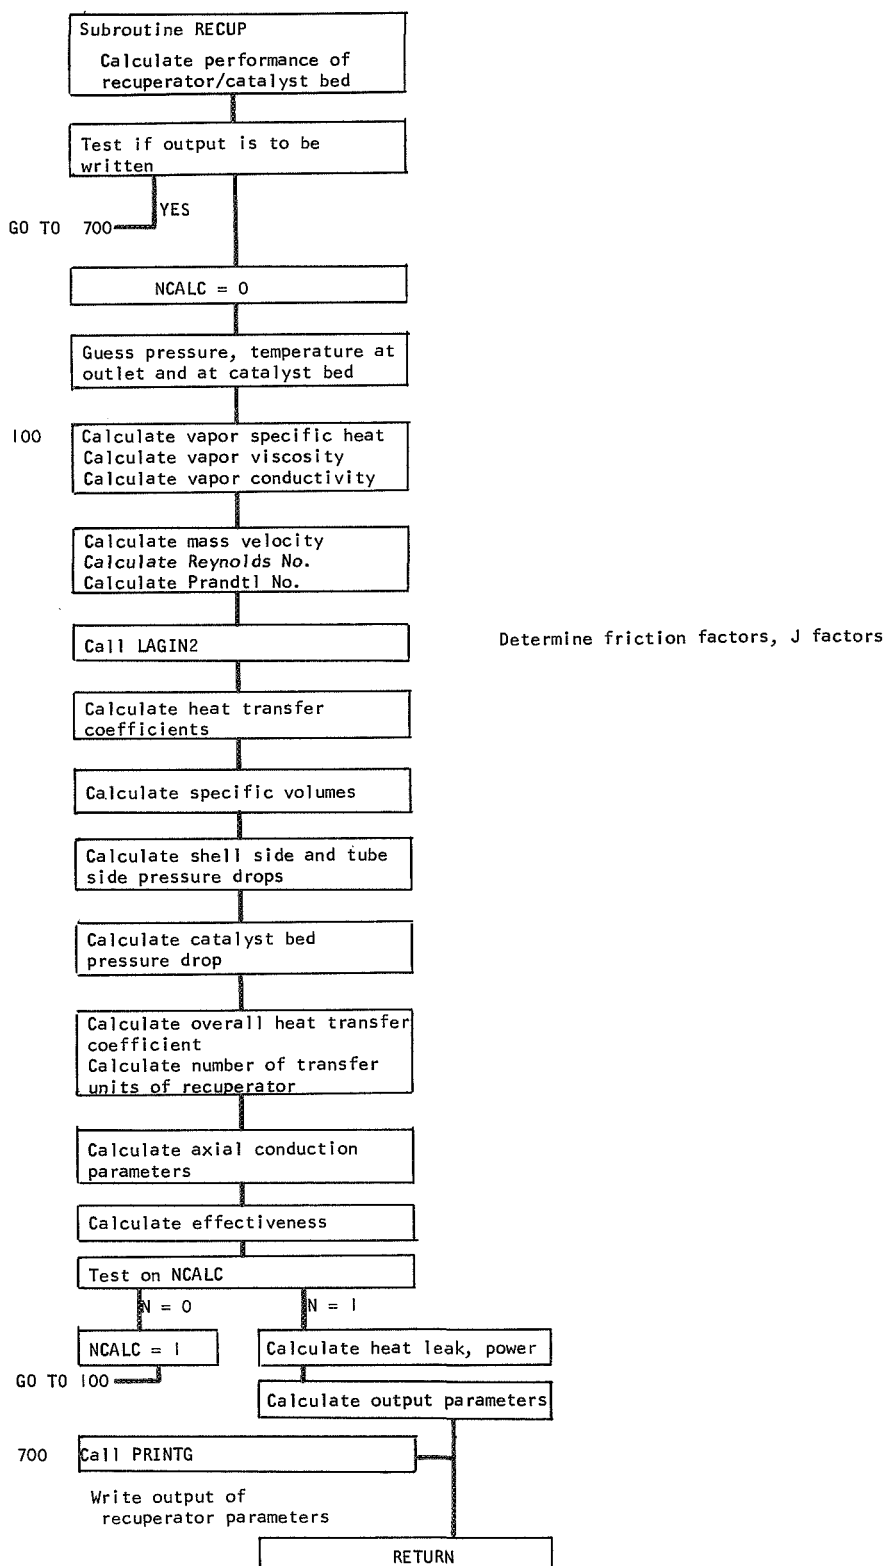 Subroutine RECUP
Calculate performance of
recuperator/catalyst bed
Test if output is to be
written
YES
GO TO 700
NCALC = 0
Guess pressure, temperature at
outlet and at catalyst bed
100 Calculate vapor specific heat
Calculate vapor viscosity
Calculate vapor conductivity
Calculate mass velocity
Calculate Reynolds No.
Calculate Prandtl No.
Call LAGIN2 Determine friction factors, J factors
Calculate heat transfer
coefficients
Calculate specific volumes
Calculate shell side and tube
side pressure drops
Calculate catalyst bed
pressure drop
Calculate overall heat transfer
coefficient
Calculate number of transfer
units of recuperator
Calculate axial conduction
parameters
Calculate effectiveness
Test on NCALC
N = 0 N = 1
NCALC = 1 Calculate heat leak, power
GO TO 100
Calculate output parameters
700 Call PRINTG
Write output of
recuperator parameters
RETURN